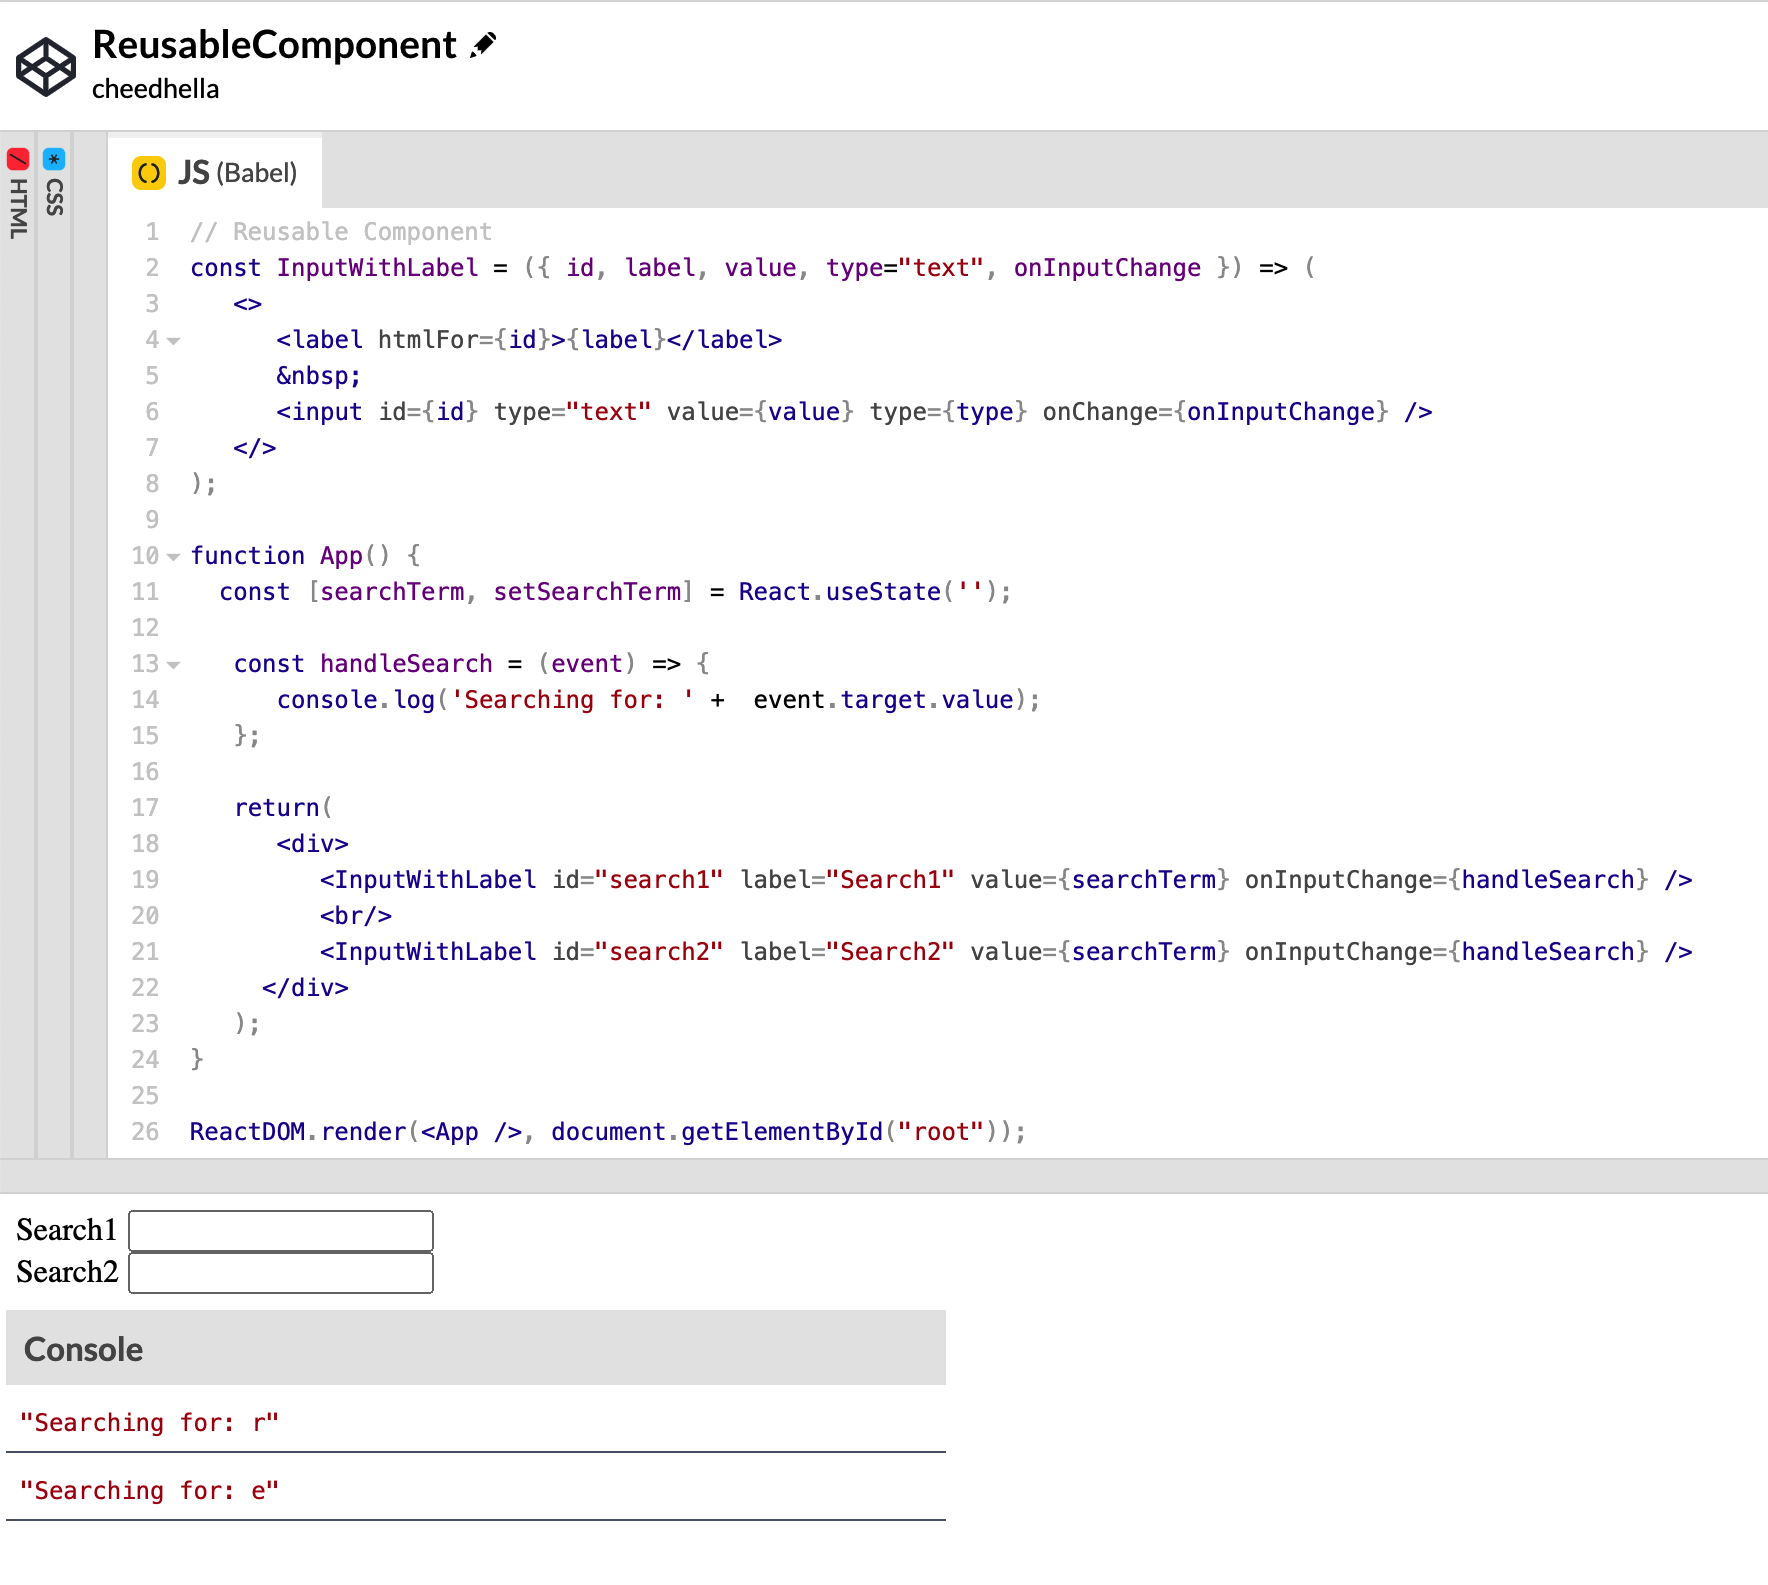 ReusableComponent
cheedhella
HTML
CSS
JS (Babel)
1 // Reusable Component
2 const InputWithLabel = ({ id, label, value, type="text", onInputChange }) => (
3    <>
4       <label htmlFor={id}>{label}</label>
5       &nbsp;
6       <input id={id} type="text" value={value} type={type} onChange={onInputChange} />
7    </>
8 );
9
10 function App() {
11   const [searchTerm, setSearchTerm] = React.useState('');
12
13    const handleSearch = (event) => {
14       console.log('Searching for: ' +  event.target.value);
15    };
16
17    return(
18       <div>
19          <InputWithLabel id="search1" label="Search1" value={searchTerm} onInputChange={handleSearch} />
20          <br/>
21          <InputWithLabel id="search2" label="Search2" value={searchTerm} onInputChange={handleSearch} />
22      </div>
23    );
24 }
25
26 ReactDOM.render(<App />, document.getElementById("root"));
Search1
Search2
Console
"Searching for: r"
"Searching for: e"